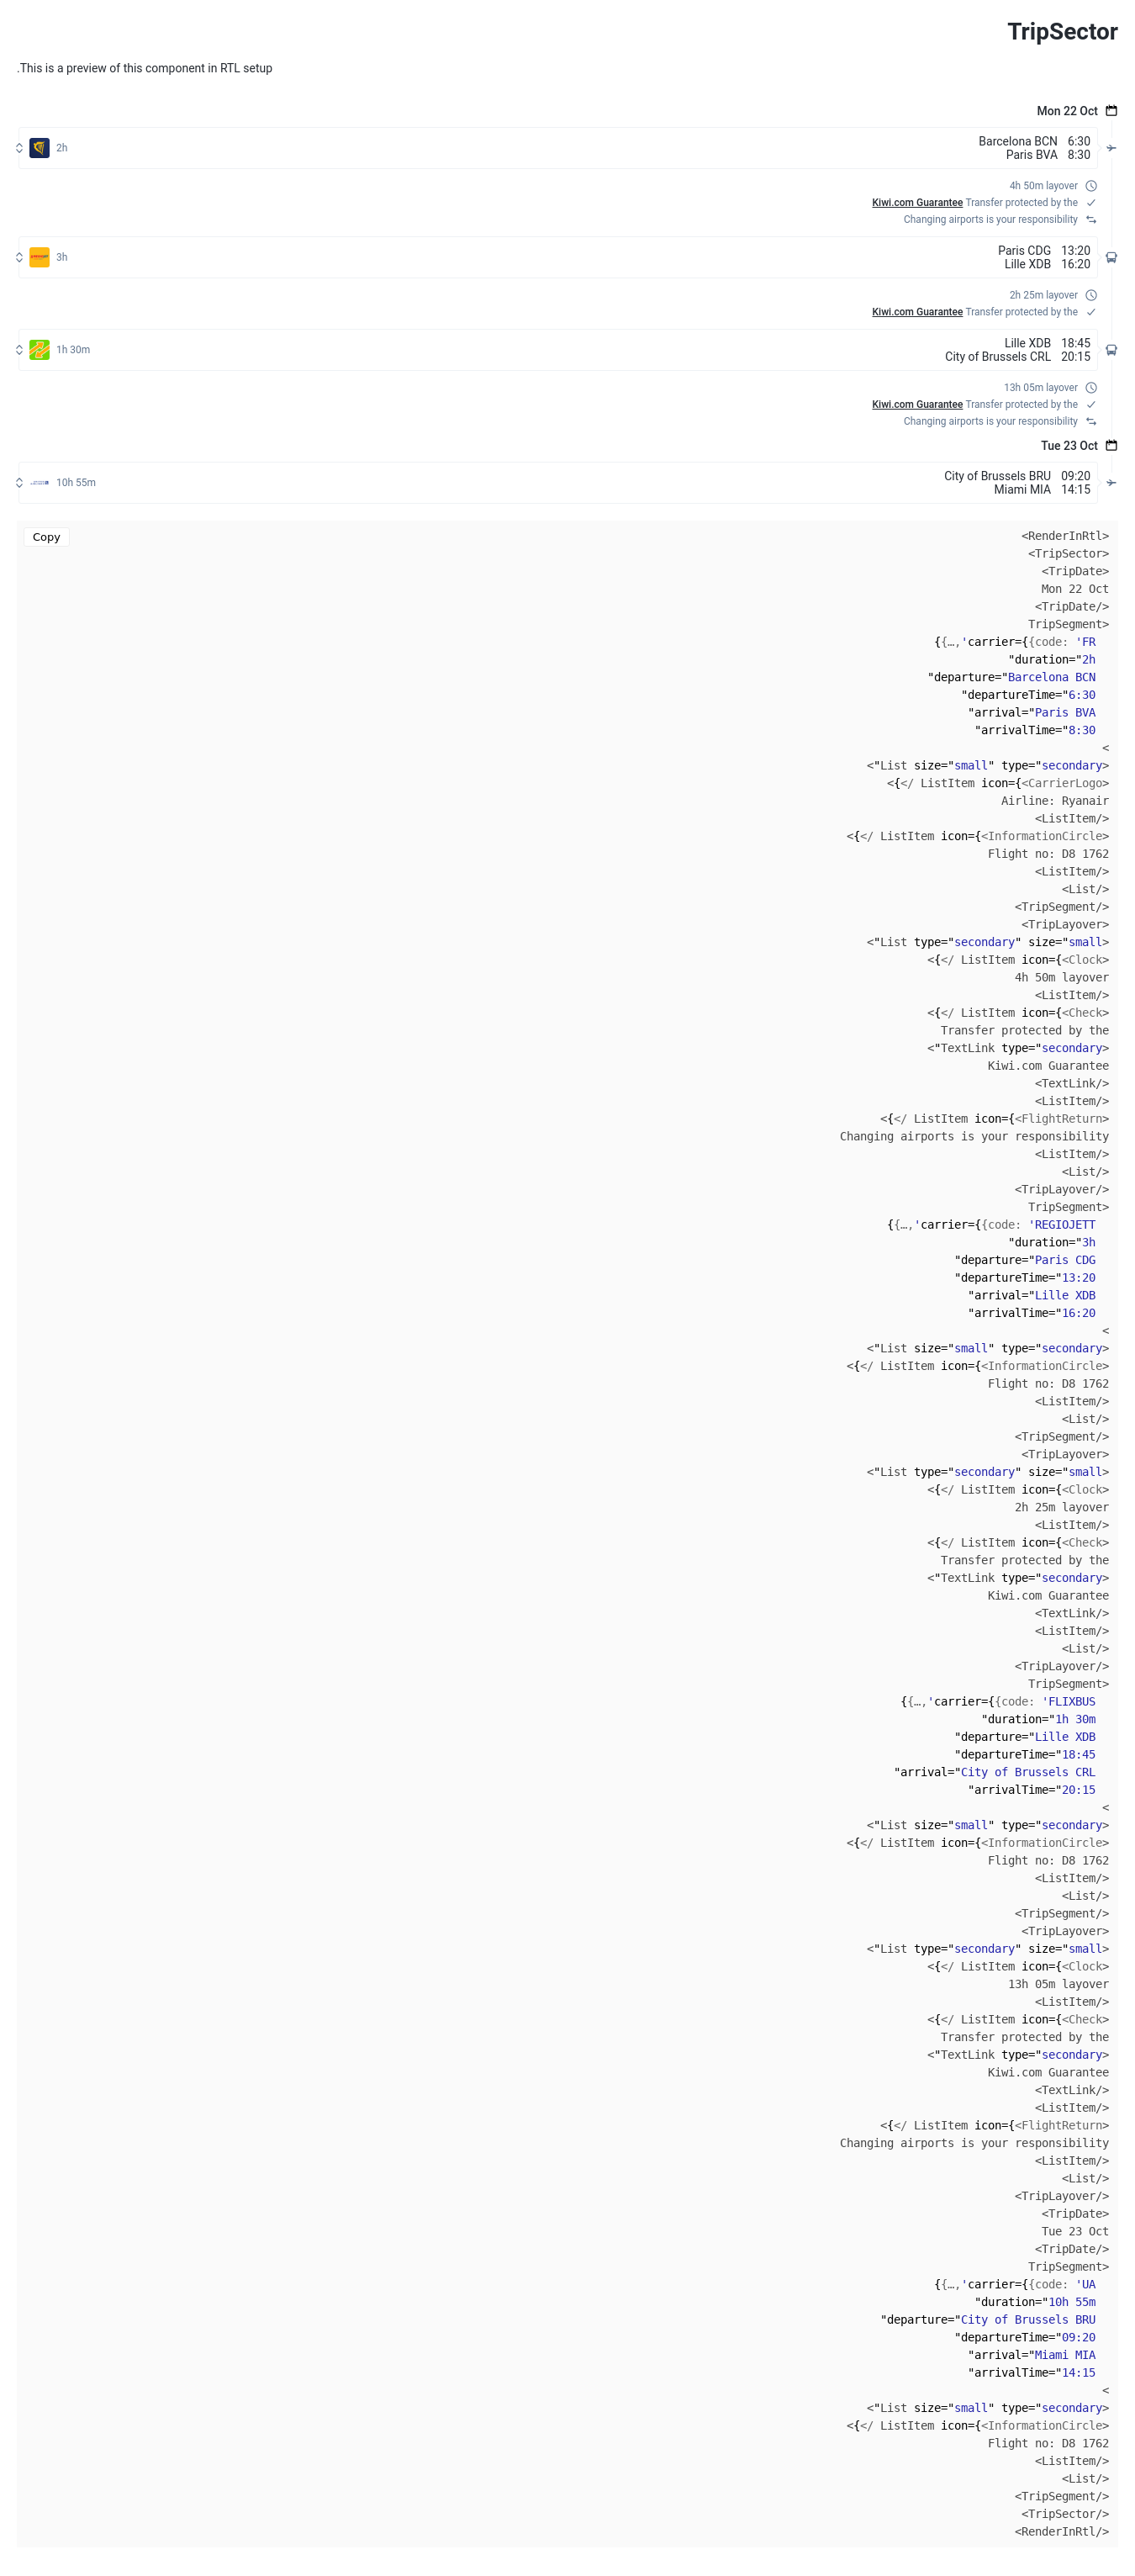 TripSector
.This is a preview of this component in RTL setup
Mon 22 Oct
2h
Barcelona BCN 6:30
Paris BVA 8:30
4h 50m layover
Kiwi.com Guarantee Transfer protected by the
Changing airports is your responsibility
3h
Paris CDG 13:20
Lille XDB 16:20
2h 25m layover
Kiwi.com Guarantee Transfer protected by the
1h 30m
Lille XDB 18:45
City of Brussels CRL 20:15
13h 05m layover
Kiwi.com Guarantee Transfer protected by the
Changing airports is your responsibility
Tue 23 Oct
10h 55m
City of Brussels BRU 09:20
Miami MIA 14:15
Copy
<RenderInRtl>
<TripSector>
<TripDate>
Mon 22 Oct
<TripDate/>
TripSegment>
{{…,'carrier={{code: 'FR
"duration="2h
"departure="Barcelona BCN
"departureTime="6:30
"arrival="Paris BVA
"arrivalTime="8:30
<
<"List size="small" type="secondary>
<{</ ListItem icon={<CarrierLogo>
Airline: Ryanair
<ListItem/>
<{</ ListItem icon={<InformationCircle>
Flight no: D8 1762
<ListItem/>
<List/>
<TripSegment/>
<TripLayover>
<"List type="secondary" size="small>
<{</ ListItem icon={<Clock>
4h 50m layover
<ListItem/>
<{</ ListItem icon={<Check>
Transfer protected by the
<"TextLink type="secondary>
Kiwi.com Guarantee
<TextLink/>
<ListItem/>
<{</ ListItem icon={<FlightReturn>
Changing airports is your responsibility
<ListItem/>
<List/>
<TripLayover/>
TripSegment>
{{…,'carrier={{code: 'REGIOJETT
"duration="3h
"departure="Paris CDG
"departureTime="13:20
"arrival="Lille XDB
"arrivalTime="16:20
<
<"List size="small" type="secondary>
<{</ ListItem icon={<InformationCircle>
Flight no: D8 1762
<ListItem/>
<List/>
<TripSegment/>
<TripLayover>
<"List type="secondary" size="small>
<{</ ListItem icon={<Clock>
2h 25m layover
<ListItem/>
<{</ ListItem icon={<Check>
Transfer protected by the
<"TextLink type="secondary>
Kiwi.com Guarantee
<TextLink/>
<ListItem/>
<List/>
<TripLayover/>
TripSegment>
{{…,'carrier={{code: 'FLIXBUS
"duration="1h 30m
"departure="Lille XDB
"departureTime="18:45
"arrival="City of Brussels CRL
"arrivalTime="20:15
<
<"List size="small" type="secondary>
<{</ ListItem icon={<InformationCircle>
Flight no: D8 1762
<ListItem/>
<List/>
<TripSegment/>
<TripLayover>
<"List type="secondary" size="small>
<{</ ListItem icon={<Clock>
13h 05m layover
<ListItem/>
<{</ ListItem icon={<Check>
Transfer protected by the
<"TextLink type="secondary>
Kiwi.com Guarantee
<TextLink/>
<ListItem/>
<{</ ListItem icon={<FlightReturn>
Changing airports is your responsibility
<ListItem/>
<List/>
<TripLayover/>
<TripDate>
Tue 23 Oct
<TripDate/>
TripSegment>
{{…,'carrier={{code: 'UA
"duration="10h 55m
"departure="City of Brussels BRU
"departureTime="09:20
"arrival="Miami MIA
"arrivalTime="14:15
<
<"List size="small" type="secondary>
<{</ ListItem icon={<InformationCircle>
Flight no: D8 1762
<ListItem/>
<List/>
<TripSegment/>
<TripSector/>
<RenderInRtl/>